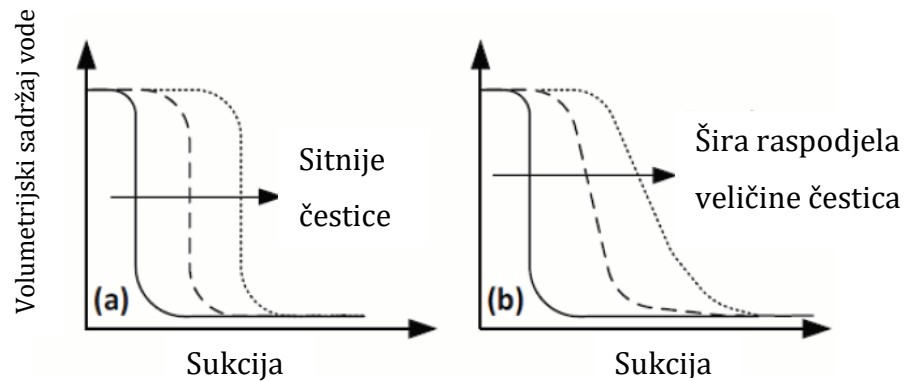 Volumetrijski sadržaj vode
(a)
Sitnije
čestice
Sukcija
(b)
Šira raspodjela
veličine čestica
Sukcija